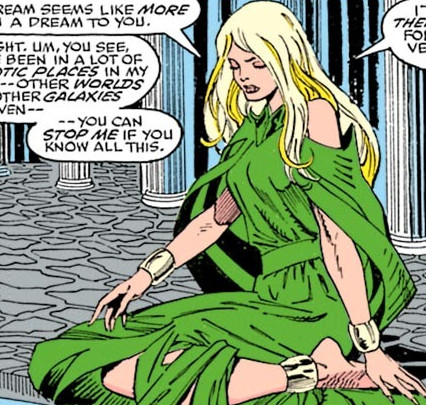 REAM SEEMS LIKE MORE
N A DREAM TO YOU.
GHT. UM, YOU SEE,
E BEEN IN A LOT OF
OTIC PLACES IN MY
--OTHER WORLDS
OTHER GALAXIES
VEN--
--YOU CAN
STOP ME IF YOU
KNOW ALL THIS.
THE
FO
VE